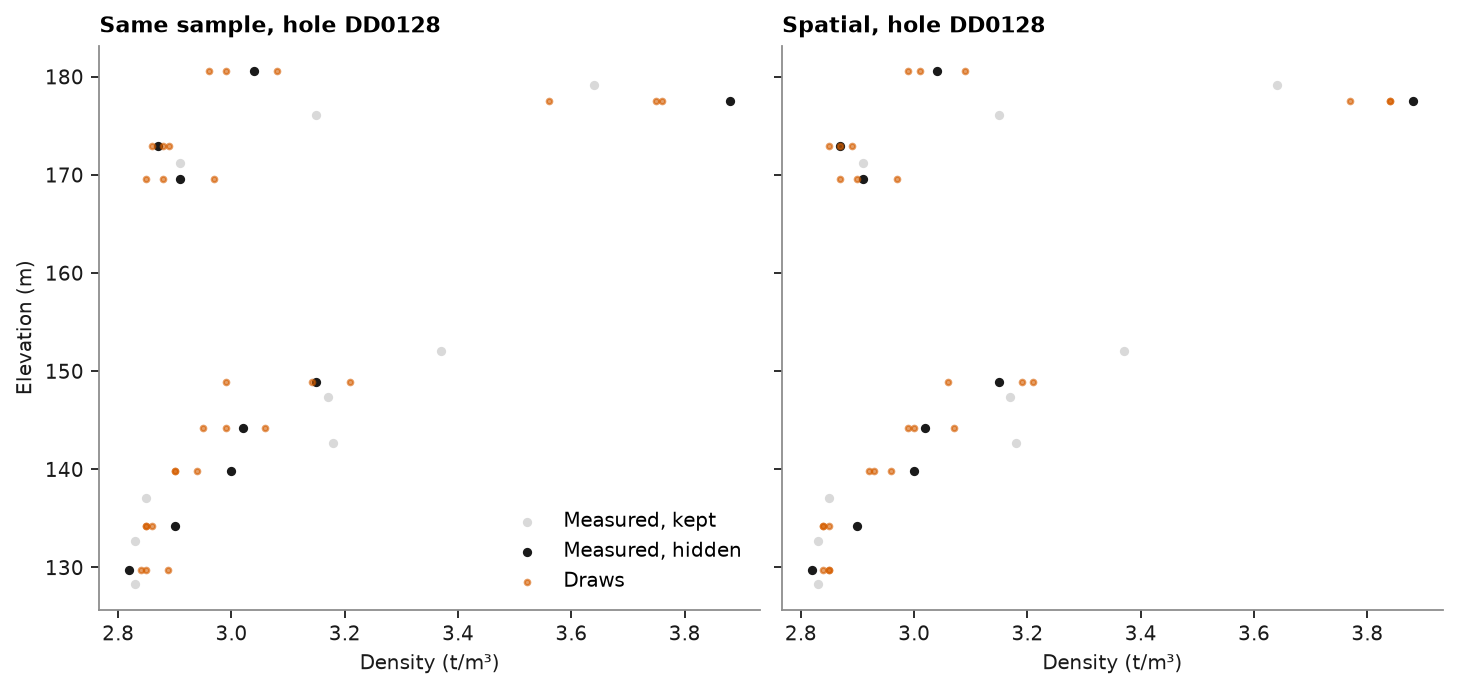 Same sample, hole DD0128
Spatial, hole DD0128
Elevation (m)
180
170
160
150
140
130
Measured, kept
Measured, hidden
Draws
2.8 3.0 3.2 3.4 3.6 3.8
2.8 3.0 3.2 3.4 3.6 3.8
Density (t/m³)
Density (t/m³)